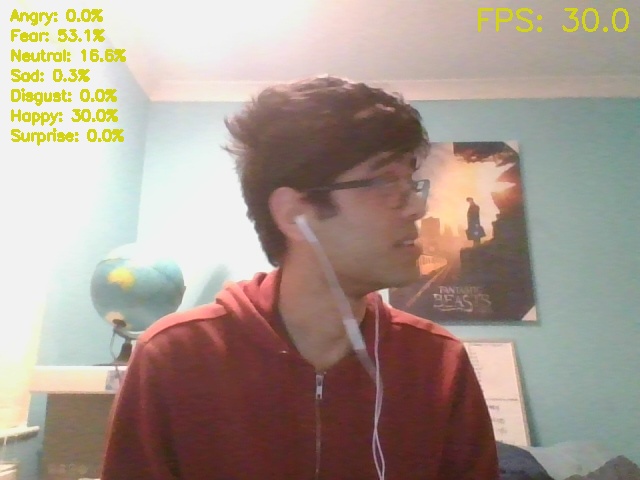 Angry: 0.0%
Fear: 53.1%
Neutral: 16.6%
Sad: 0.3%
Disgust: 0.0%
Happy: 30.0%
Surprise: 0.0%
FPS: 30.0
FANTASTIC
BEASTS